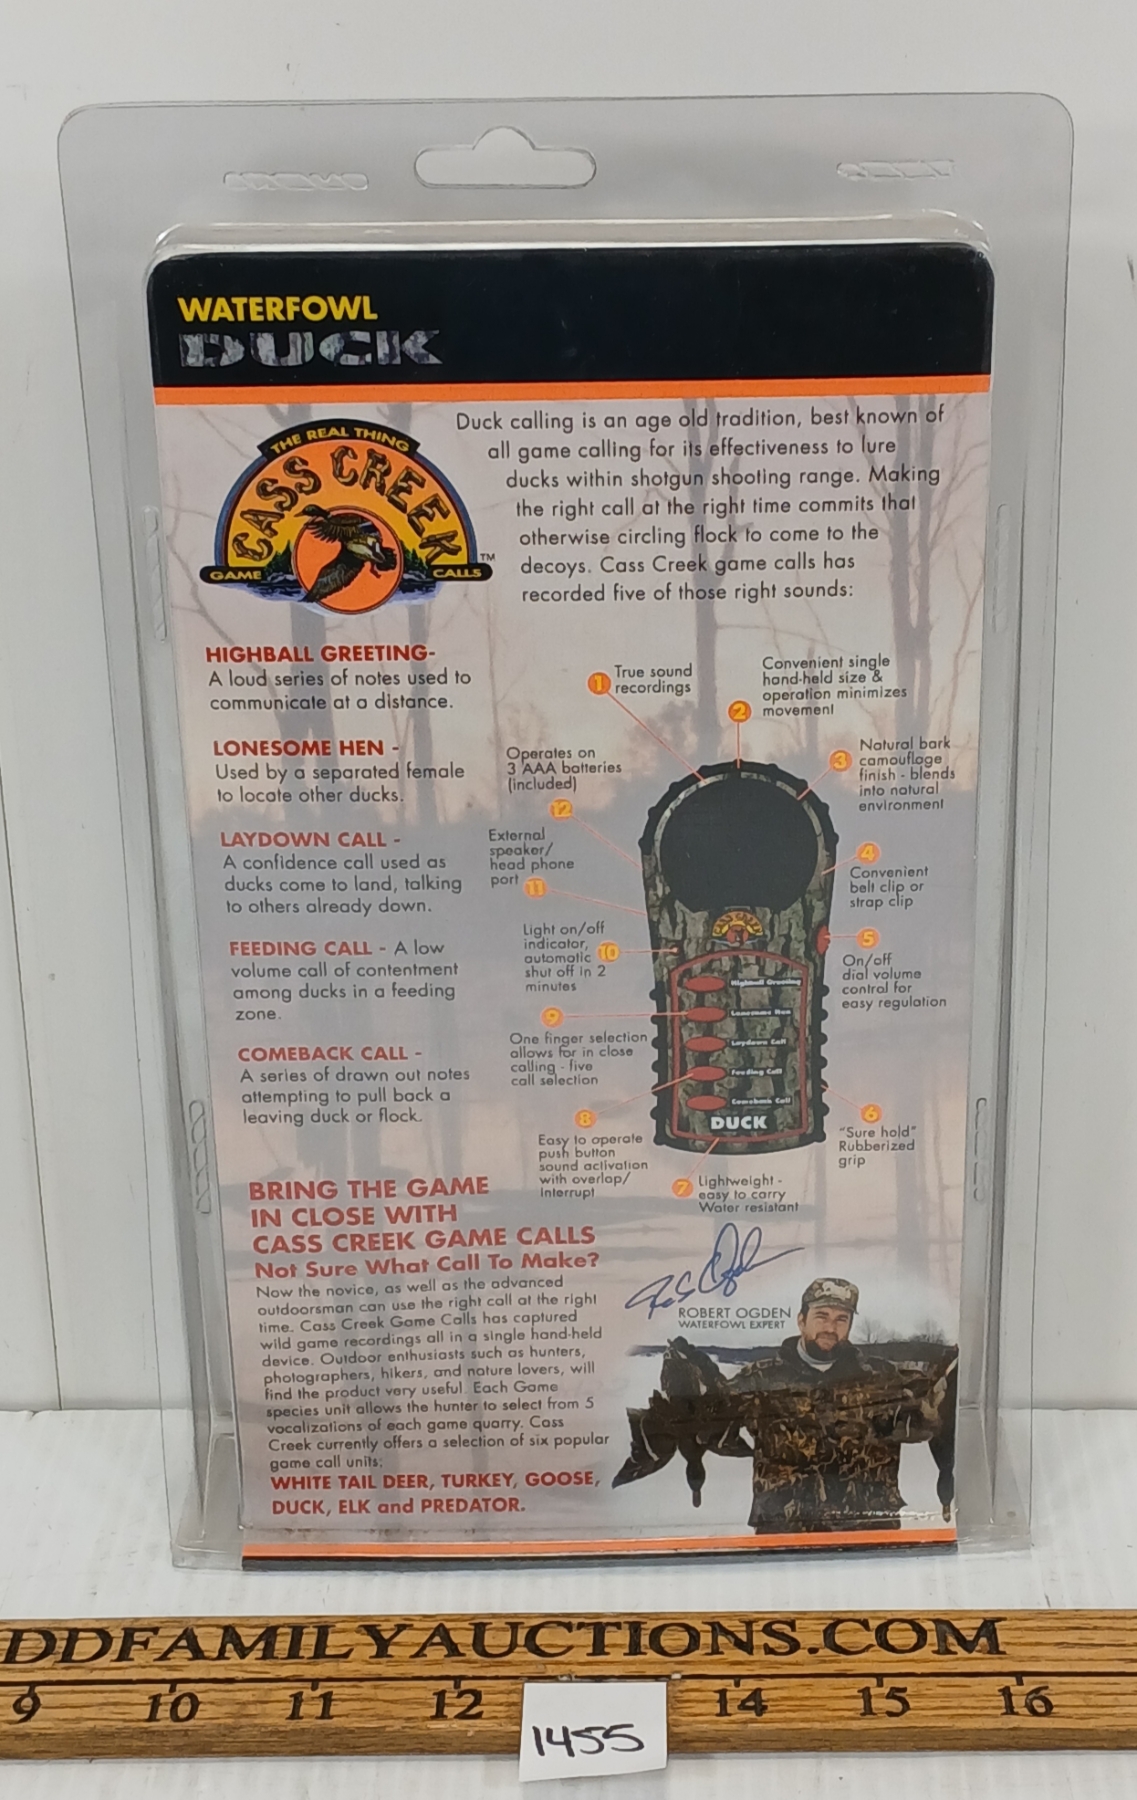 WATERFOWL
DUCK
THE REAL THING
CASS CREEK
GAME CALLS
TM
Duck calling is an age old tradition, best known of
all game calling for its effectiveness to lure
ducks within shotgun shooting range. Making
the right call at the right time commits that
otherwise circling flock to come to the
decoys. Cass Creek game calls has
recorded five of those right sounds:
HIGHBALL GREETING-
A loud series of notes used to
communicate at a distance.
LONESOME HEN -
Used by a separated female
to locate other ducks.
LAYDOWN CALL -
A confidence call used as
ducks come to land, talking
to others already down.
FEEDING CALL - A low
volume call of contentment
among ducks in a feeding
zone.
COMEBACK CALL -
A series of drawn out notes
attempting to pull back a
leaving duck or flock.
1
True sound
recordings
2
Convenient single
hand-held size &
operation minimizes
movement
3
Natural bark
camouflage
finish - blends
into natural
environment
4
Convenient
belt clip or
strap clip
5
On/off
dial volume
control for
easy regulation
6
"Sure hold"
Rubberized
grip
7
Lightweight -
easy to carry
Water resistant
8
Easy to operate
push button
sound activation
with overlap/
interrupt
9
One finger selection
allows for in close
calling - five
call selection
10
Light on/off
indicator,
automatic
shut off in 2
minutes
11
External
speaker/
head phone
port
12
Operates on
3 AAA batteries
(included)
CASS CREEK
Highball Greeting
Lonesome Hen
Laydown Call
Feeding Call
Comeback Call
DUCK
BRING THE GAME
IN CLOSE WITH
CASS CREEK GAME CALLS
Not Sure What Call To Make?
Now the novice, as well as the advanced
outdoorsman can use the right call at the right
time. Cass Creek Game Calls has captured
wild game recordings all in a single hand-held
device. Outdoor enthusiasts such as hunters,
photographers, hikers, and nature lovers, will
find the product very useful. Each Game
species unit allows the hunter to select from 5
vocalizations of each game quarry. Cass
Creek currently offers a selection of six popular
game call units:
WHITE TAIL DEER, TURKEY, GOOSE,
DUCK, ELK and PREDATOR.
ROBERT OGDEN
WATERFOWL EXPERT
DDFAMILYAUCTIONS.COM
9 10 11 12 14 15 16
1455